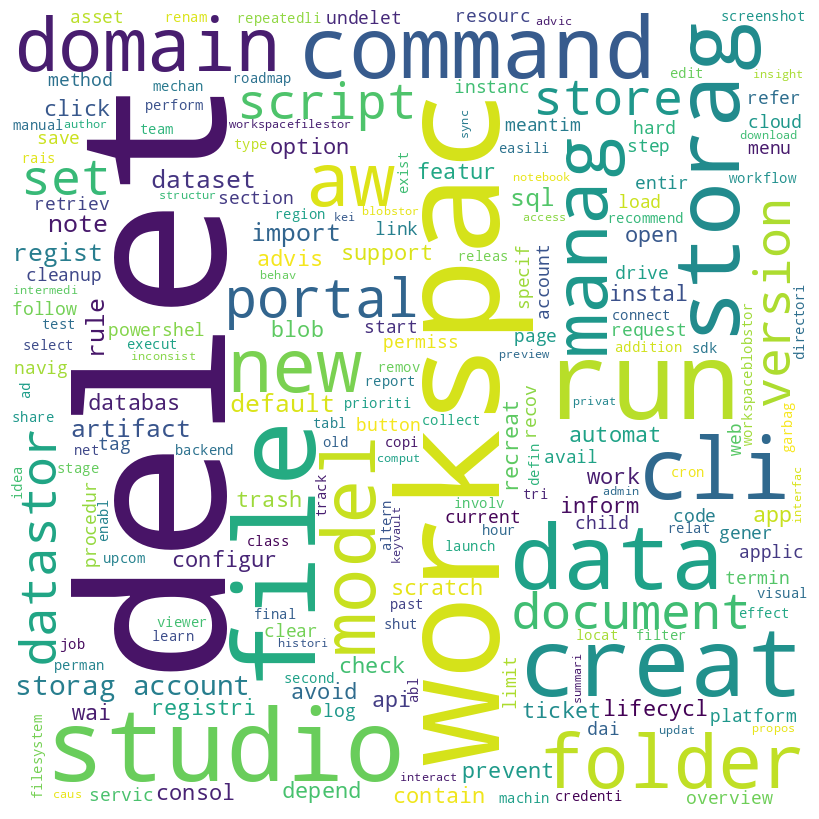 asset
renam
repeatedli
undelet
resourc
advic
screenshot
domain
command
storag
method
mechan
roadmap
instanc
edit
insight
click
perform
script
store
refer
cloud
manual
author
team
workspacefilestor
sync
meantim
hard
download
save
type
option
easili
step
menu
rais
set
dataset
aw
exist
featur
sql
entir
workflow
retriev
structur
section
notebook
load
recommend
note
region
kei
blobstor
link
access
open
regist
import
support
specif
account
manag
version
cleanup
advis
releas
drive
instal
intermedi
behav
portal
workspac
delet
follow
rule
powershel
blob
start
page
connect
request
directori
test
execut
permiss
addition
sdk
select
inconsist
new
remov
preview
workspaceblobstor
navig
report
run
privat
ad
databas
default
prioriti
share
artifact
tabl
button
collect
recreat
recov
automat
web
garbag
tag
net
backend
old
copi
defin
avail
cli
cron
idea
datastor
stage
file
model
comput
tri
work
enabl
procedur
trash
track
altern
keyvault
involv
current
admin
inform
code
app
interfac
class
hour
child
relat
gener
configur
launch
data
applic
scratch
termin
visual
past
document
effect
viewer
final
clear
shut
learn
histori
locat
filter
job
check
creat
perman
second
summari
storag account
avoid
api
abl
limit
wai
registri
log
ticket
lifecycl
platform
studio
dai
updat
propos
filesystem
interact
prevent
folder
caus
servic
consol
depend
contain
machin
credenti
overview